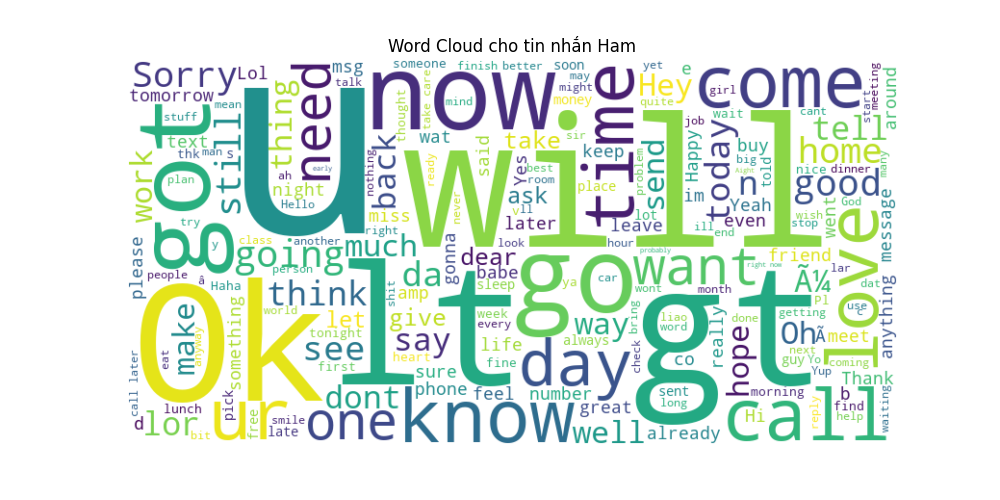 Word Cloud cho tin nhắn Ham
Sorry Lol thing need msg talk now someone finish better soon may might money time yet quite Hey e girl come start meeting around
tomorrow stuff mean text still thk man s got u ah night Hello early nothing back miss right thought take care mind wat said take Yes sir keep ask best room place problem send lot leave job Happy im today wait n Yeah big buy told cant tell home nice dinner good many
work plan try y class going another much never ready will v ll later look hour ill end even stop wish God went love message
please people â Haha person da gonna dear babe sleep go ya car want wont probably right now friend Ã¼ lar dat anything
Ok world think let tonight amp give say shit lt week every life fine always way check bring month liao word co gt really hope Oh Ã done getting Pl use c meet coming
call later eat make anyway something see first heart sure phone feel day number sent long guy Yo next Yup Thank morning
d lor lunch pick bit ur free smile late one dont know great well already Hi call reply b find help waiting